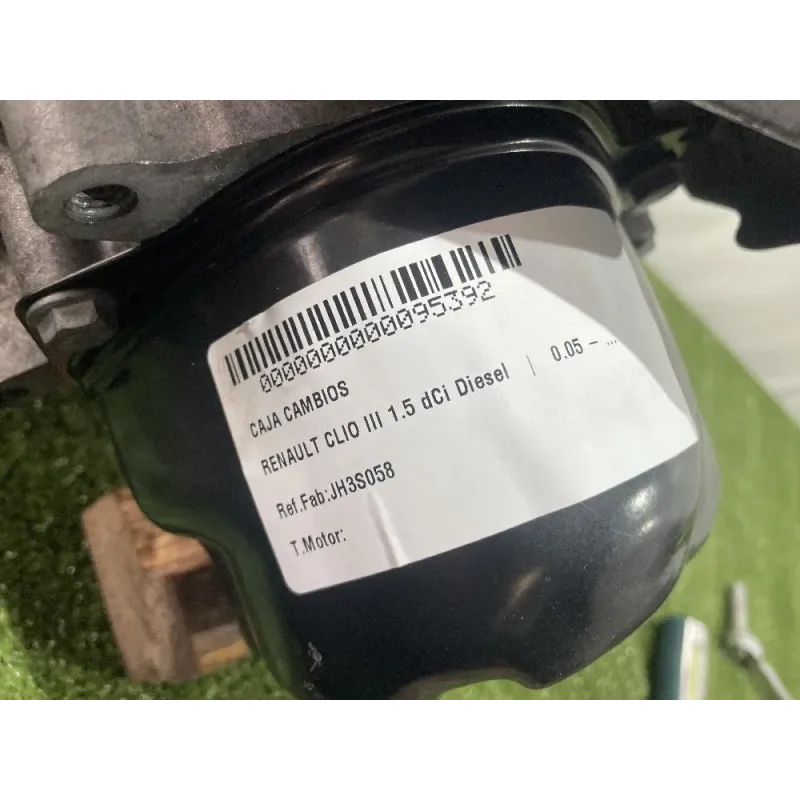 0000000000095392
CAJA CAMBIOS
RENAULT CLIO III 1.5 dCi Diesel | 0.05 - ...
Ref.Fab:JH3S058
T.Motor: